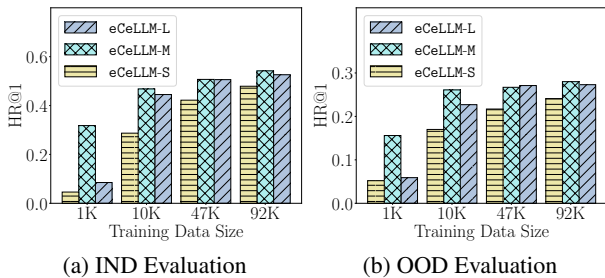 eCeLLM-L
eCeLLM-M
eCeLLM-S
HR@1
0.6
0.4
0.2
0.0
1K 10K 47K 92K
Training Data Size
(a) IND Evaluation
eCeLLM-L
eCeLLM-M
eCeLLM-S
HR@1
0.3
0.2
0.1
0.0
1K 10K 47K 92K
Training Data Size
(b) OOD Evaluation